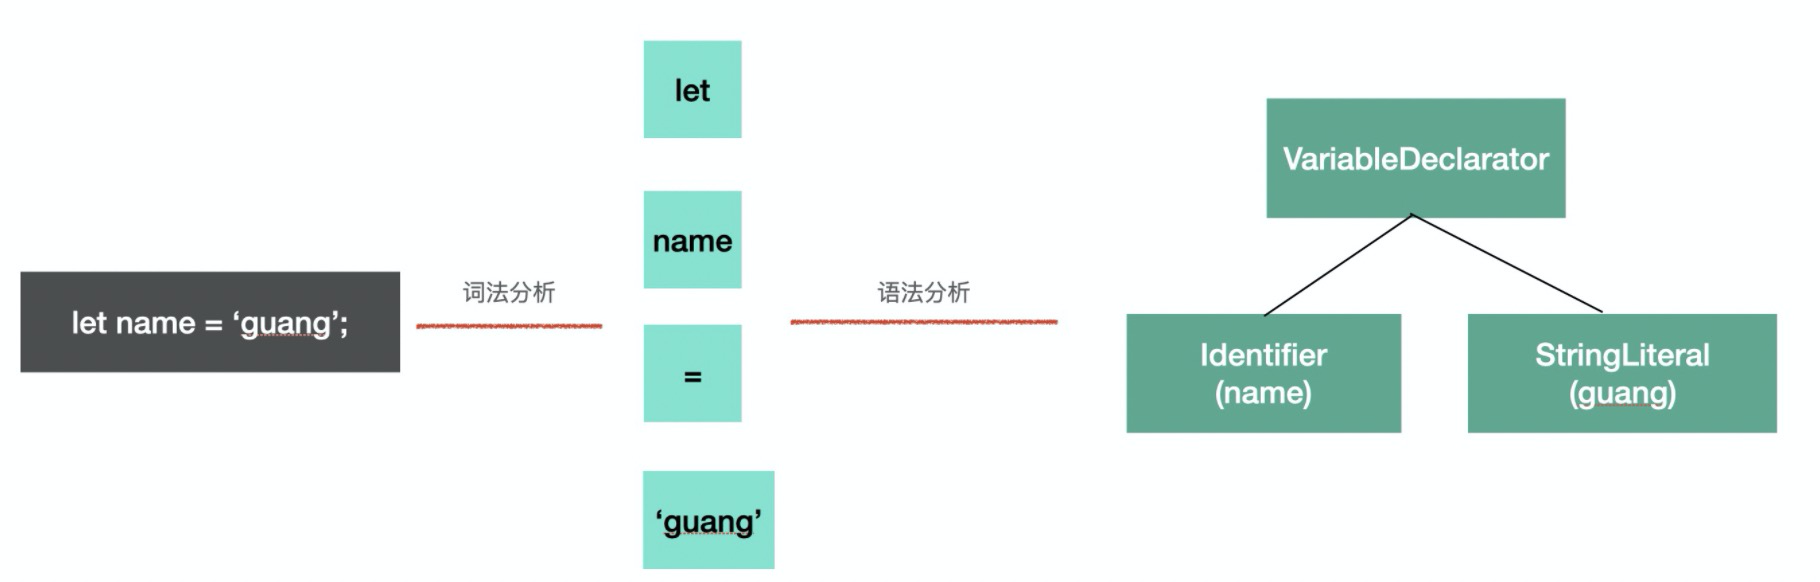 let name = ‘guang’;
词法分析
let
name
=
‘guang’
语法分析
VariableDeclarator
Identifier
(name)
StringLiteral
(guang)